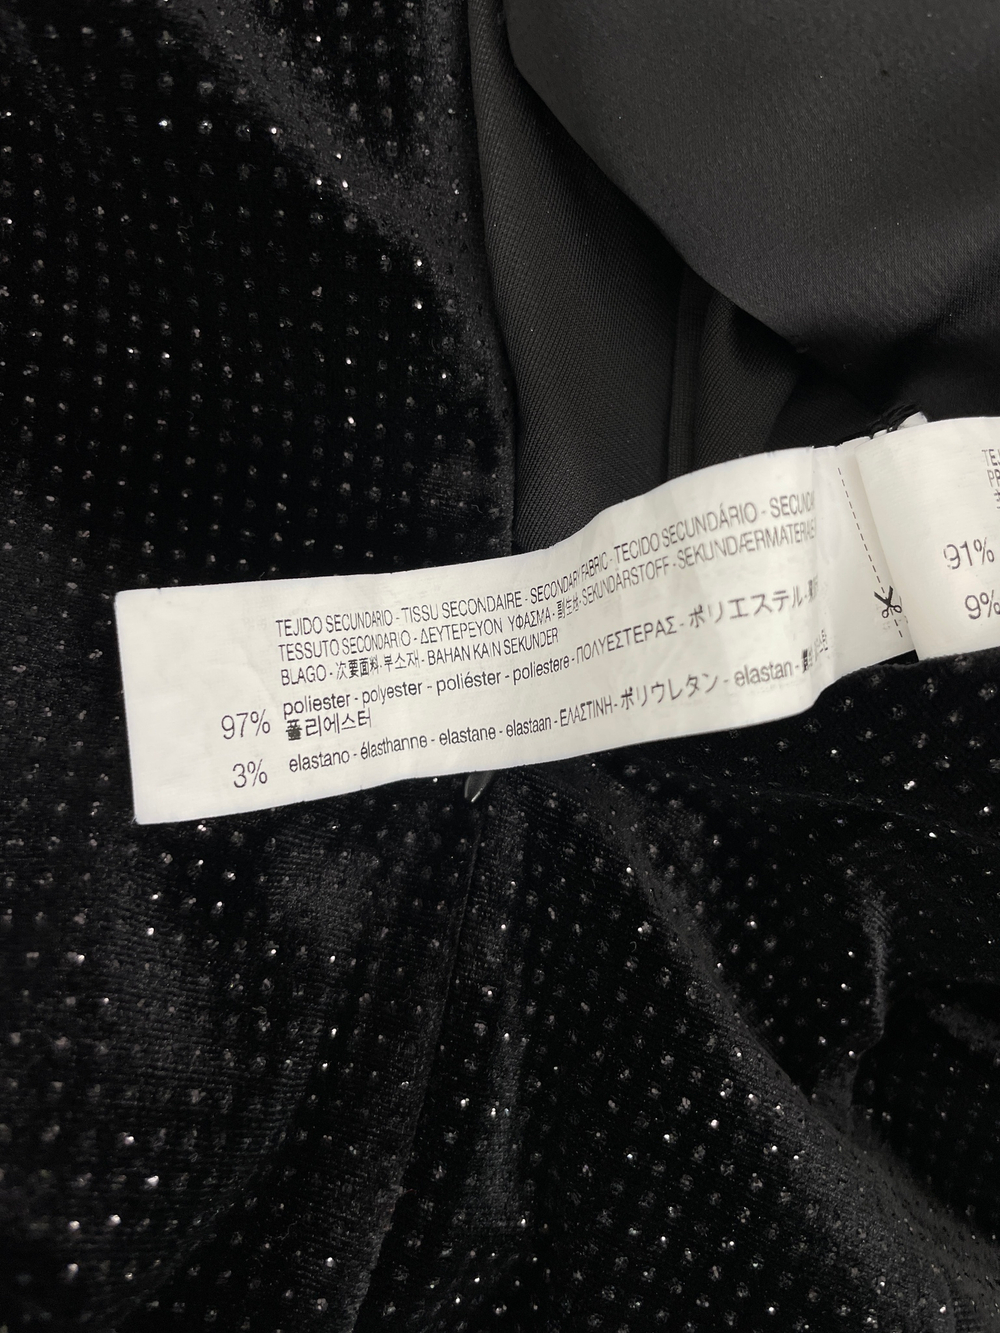 TEJIDO SECUNDARIO - TISSU SECONDAIRE - SECONDARY FABRIC - TECIDO SECUNDÁRIO - SECUND
TESSUTO SECONDARIO - ΔΕΥΤΕΡΕΥΟΝ ΥΦΑΣΜΑ - SEKUNDÄRSTOFF - SEKUNDÆRMATERIALE
BLAGO - 次要面料 - 부소재 - BAHAN KAIN SEKUNDER
97% poliester - polyester - poliéster - poliestere - ΠΟΛΥΕΣΤΕΡΑΣ - ポリエステル -
폴리에스터
3% elastano - élasthanne - elastane - elastaan - ΕΛΑΣΤΙΝΗ - ポリウレタン - elastan -
TE
PR
91%
9%